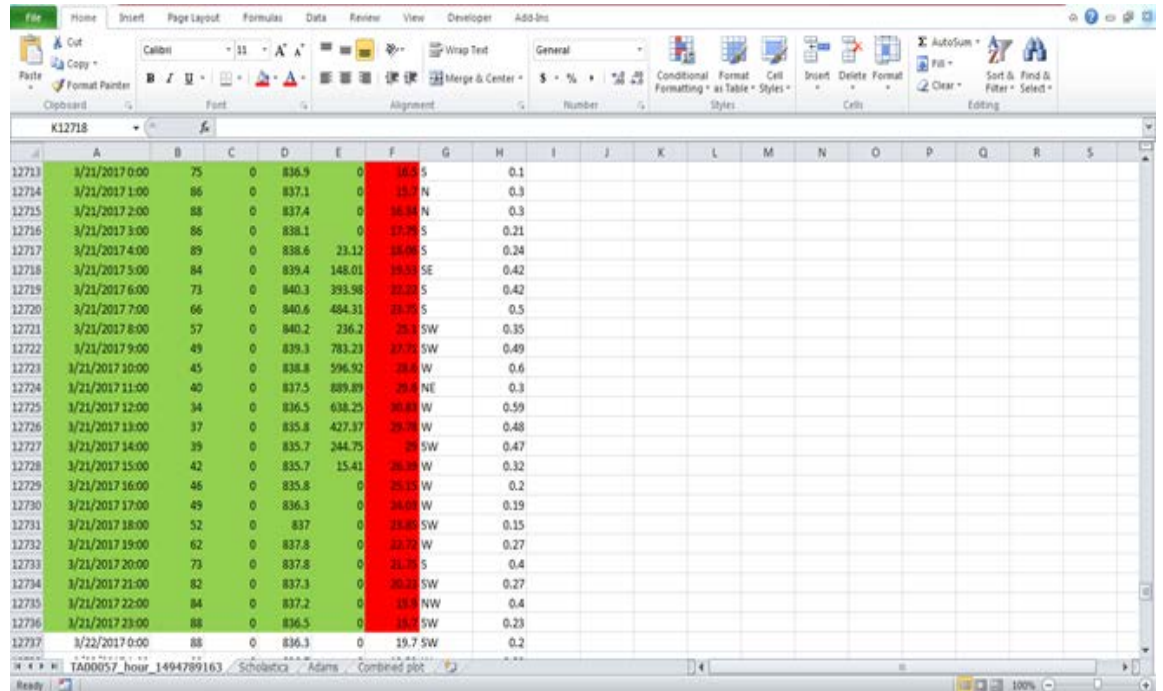 File Home Insert Page Layout Formulas Data Review View Developer Add-Ins
Cut
Copy
Format Painter
Paste
Calibri 11 A A
B I U A
Wrap Text
Merge & Center
General
$ % ,
Conditional Formatting
Format as Table
Cell Styles
Insert Delete Format
Σ AutoSum
Fill
Clear
Sort & Filter
Find & Select
Clipboard Font Alignment Number Styles Cells Editing
K12718 fx
A B C D E F G H I J K L M N O P Q R S
12713 3/21/2017 0:00 75 0 836.9 0 S 0.1
12714 3/21/2017 1:00 86 0 837.1 0 N 0.3
12715 3/21/2017 2:00 88 0 837.4 0 N 0.3
12716 3/21/2017 3:00 86 0 838.1 0 S 0.21
12717 3/21/2017 4:00 89 0 838.6 23.12 S 0.24
12718 3/21/2017 5:00 84 0 839.4 148.01 SE 0.42
12719 3/21/2017 6:00 73 0 840.3 393.98 S 0.42
12720 3/21/2017 7:00 66 0 840.6 484.31 S 0.5
12721 3/21/2017 8:00 57 0 840.2 236.2 25.1 SW 0.35
12722 3/21/2017 9:00 49 0 839.3 783.23 SW 0.49
12723 3/21/2017 10:00 45 0 838.8 596.92 W 0.6
12724 3/21/2017 11:00 40 0 837.5 889.89 NE 0.3
12725 3/21/2017 12:00 34 0 836.5 638.25 W 0.59
12726 3/21/2017 13:00 37 0 835.8 427.37 W 0.48
12727 3/21/2017 14:00 39 0 835.7 244.75 29 SW 0.47
12728 3/21/2017 15:00 42 0 835.7 15.41 W 0.32
12729 3/21/2017 16:00 46 0 835.8 0 25.15 W 0.2
12730 3/21/2017 17:00 49 0 836.3 0 W 0.19
12731 3/21/2017 18:00 52 0 837 0 SW 0.15
12732 3/21/2017 19:00 62 0 837.8 0 W 0.27
12733 3/21/2017 20:00 73 0 837.8 0 S 0.4
12734 3/21/2017 21:00 82 0 837.3 0 SW 0.27
12735 3/21/2017 22:00 84 0 837.2 0 NW 0.4
12736 3/21/2017 23:00 88 0 836.5 0 SW 0.23
12737 3/22/2017 0:00 88 0 836.3 0 19.7 SW 0.2
TA00057_hour_1494789163 Scholastica Adams Combined plot
Ready 100%